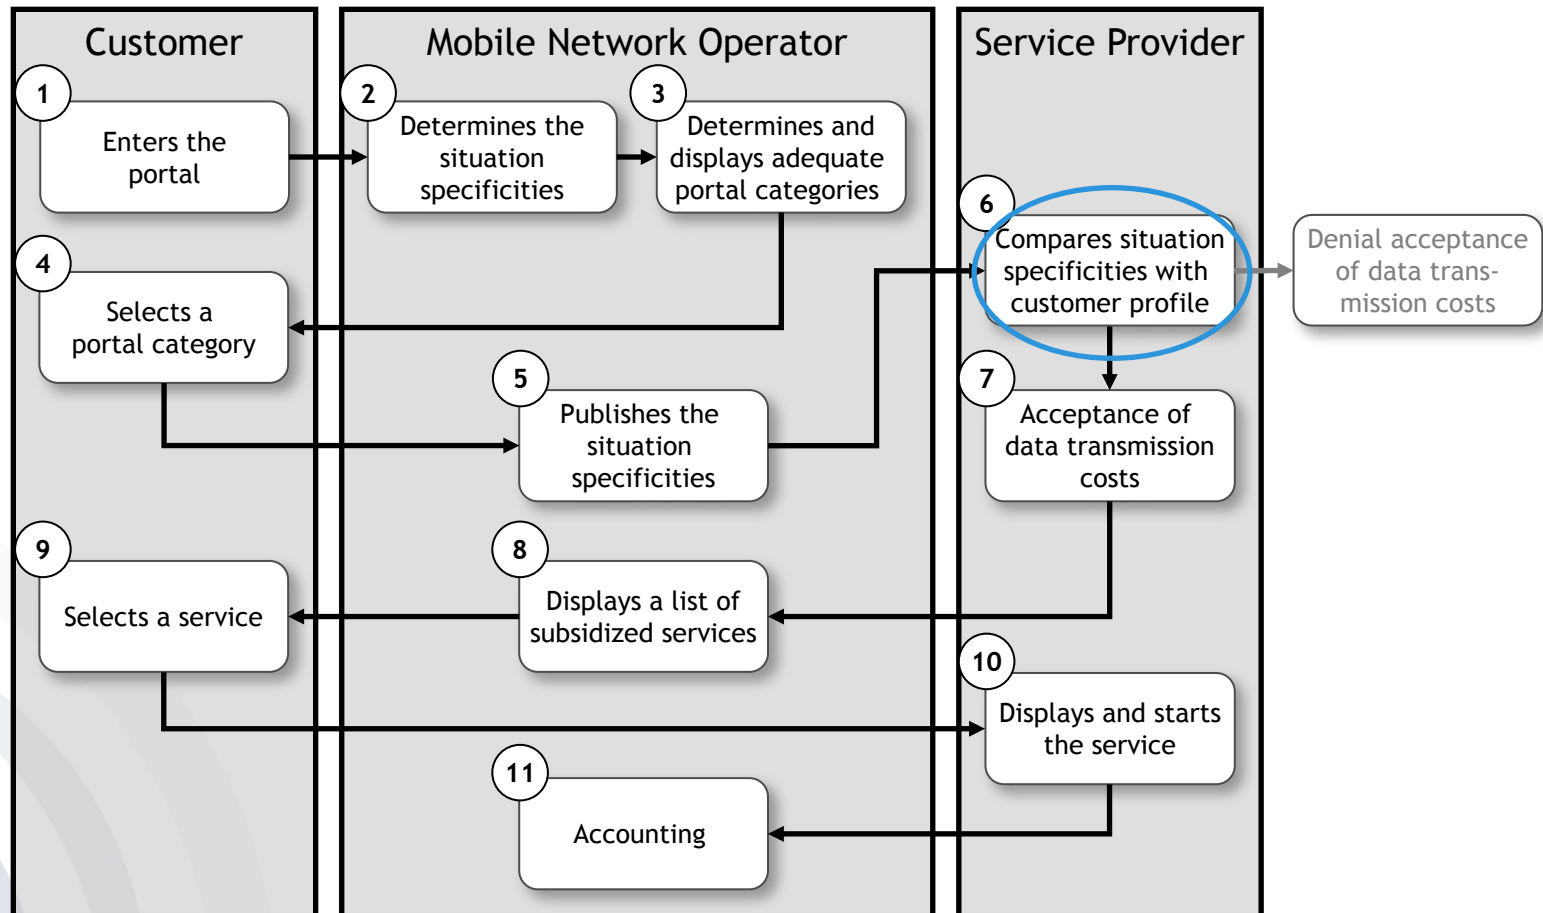 Customer
Mobile Network Operator
Service Provider
1
Enters the
portal
2
Determines the
situation
specificities
3
Determines and
displays adequate
portal categories
4
Selects a
portal category
5
Publishes the
situation
specificities
6
Compares situation
specificities with
customer profile
Denial acceptance
of data trans-
mission costs
7
Acceptance of
data transmission
costs
8
Displays a list of
subsidized services
9
Selects a service
10
Displays and starts
the service
11
Accounting